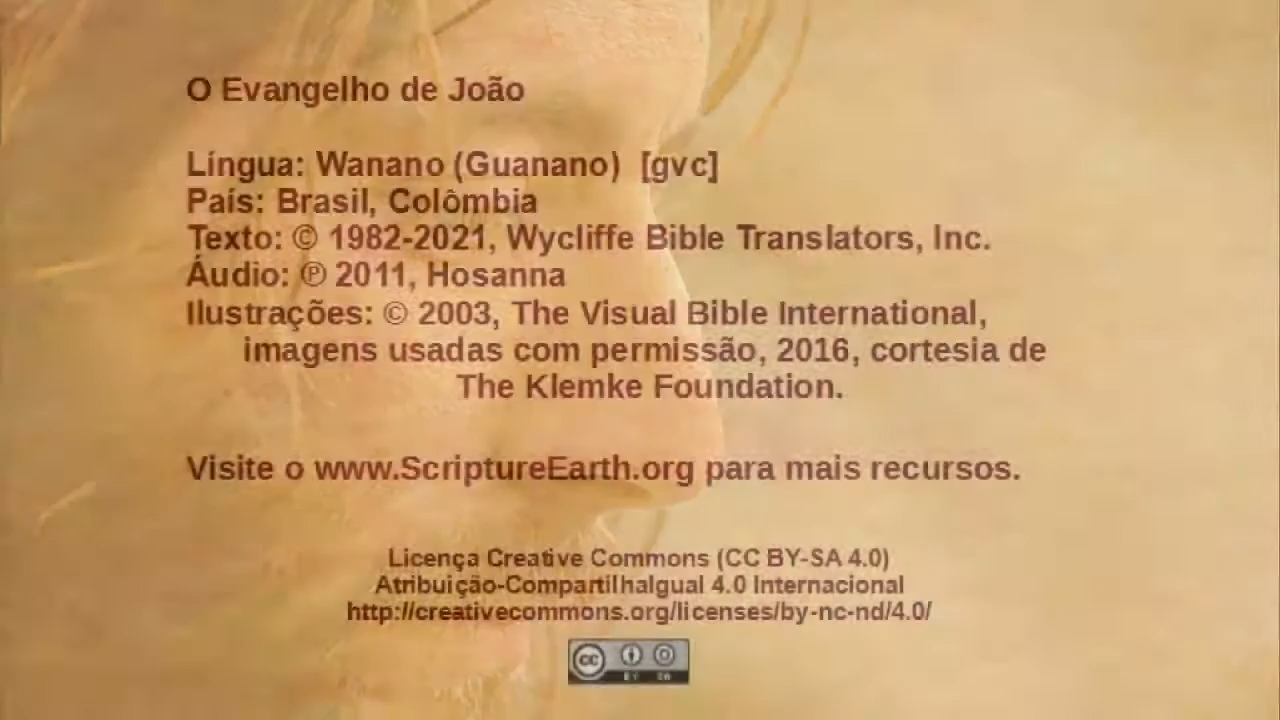 O Evangelho de João
Língua: Wanano (Guanano) [gvc]
País: Brasil, Colômbia
Texto: © 1982-2021, Wycliffe Bible Translators, Inc.
Áudio: ℗ 2011, Hosanna
Ilustrações: © 2003, The Visual Bible International,
imagens usadas com permissão, 2016, cortesia de
The Klemke Foundation.
Visite o www.ScriptureEarth.org para mais recursos.
Licença Creative Commons (CC BY-SA 4.0)
Atribuição-CompartilhaIgual 4.0 Internacional
http://creativecommons.org/licenses/by-nc-nd/4.0/
cc BY SA